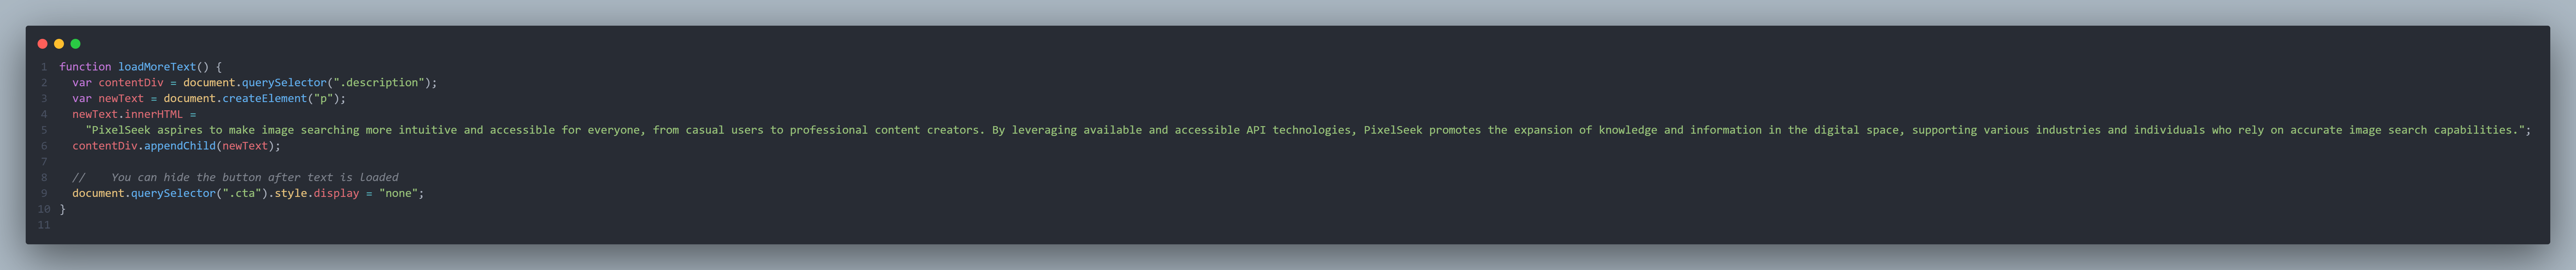 1 function loadMoreText() {
2   var contentDiv = document.querySelector(".description");
3   var newText = document.createElement("p");
4   newText.innerHTML =
5     "PixelSeek aspires to make image searching more intuitive and accessible for everyone, from casual users to professional content creators. By leveraging available and accessible API technologies, PixelSeek promotes the expansion of knowledge and information in the digital space, supporting various industries and individuals who rely on accurate image search capabilities.";
6   contentDiv.appendChild(newText);
7
8   //    You can hide the button after text is loaded
9   document.querySelector(".cta").style.display = "none";
10 }
11